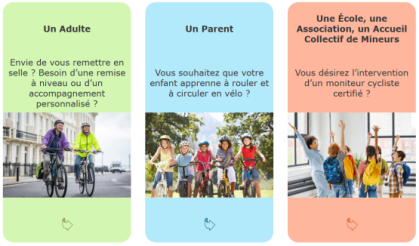 Un Adulte
Envie de vous remettre en
selle ? Besoin d'une remise
à niveau ou d'un
accompagnement
personnalisé ?
Un Parent
Vous souhaitez que votre
enfant apprenne à rouler et
à circuler en vélo ?
Une École, une
Association, un Accueil
Collectif de Mineurs
Vous désirez l'intervention
d'un moniteur cycliste
certifié ?